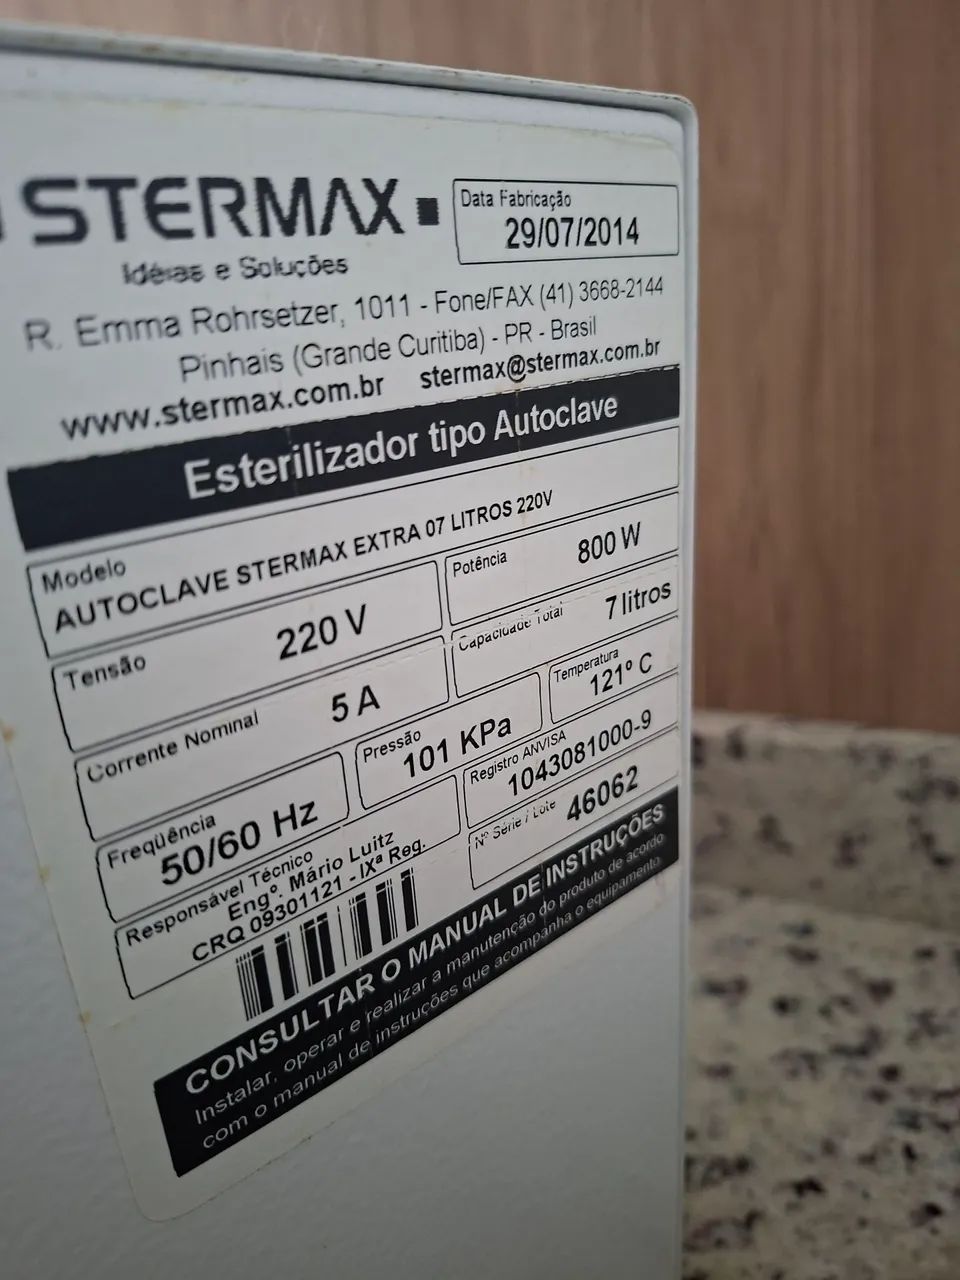 STERMAX
Idéias e Soluções
Data Fabricação
29/07/2014
R. Emma Rohrsetzer, 1011 - Fone/FAX (41) 3668-2144
Pinhais (Grande Curitiba) - PR - Brasil
www.stermax.com.br stermax@stermax.com.br
Esterilizador tipo Autoclave
Modelo
AUTOCLAVE STERMAX EXTRA 07 LITROS 220V
Tensão
220 V
Potência
800 W
Corrente Nominal
5 A
Capacidade Total
7 litros
Freqüência
50/60 Hz
Pressão
101 KPa
Temperatura
121º C
Responsável Técnico
Engº. Mário Luitz
CRQ 09301121 - IXª Reg.
Registro ANVISA
1043081000-9
Nº Série / Lote
46062
CONSULTAR O MANUAL DE INSTRUÇÕES
Instalar, operar e realizar a manutenção do produto de acordo
com o manual de instruções que acompanha o equipamento.